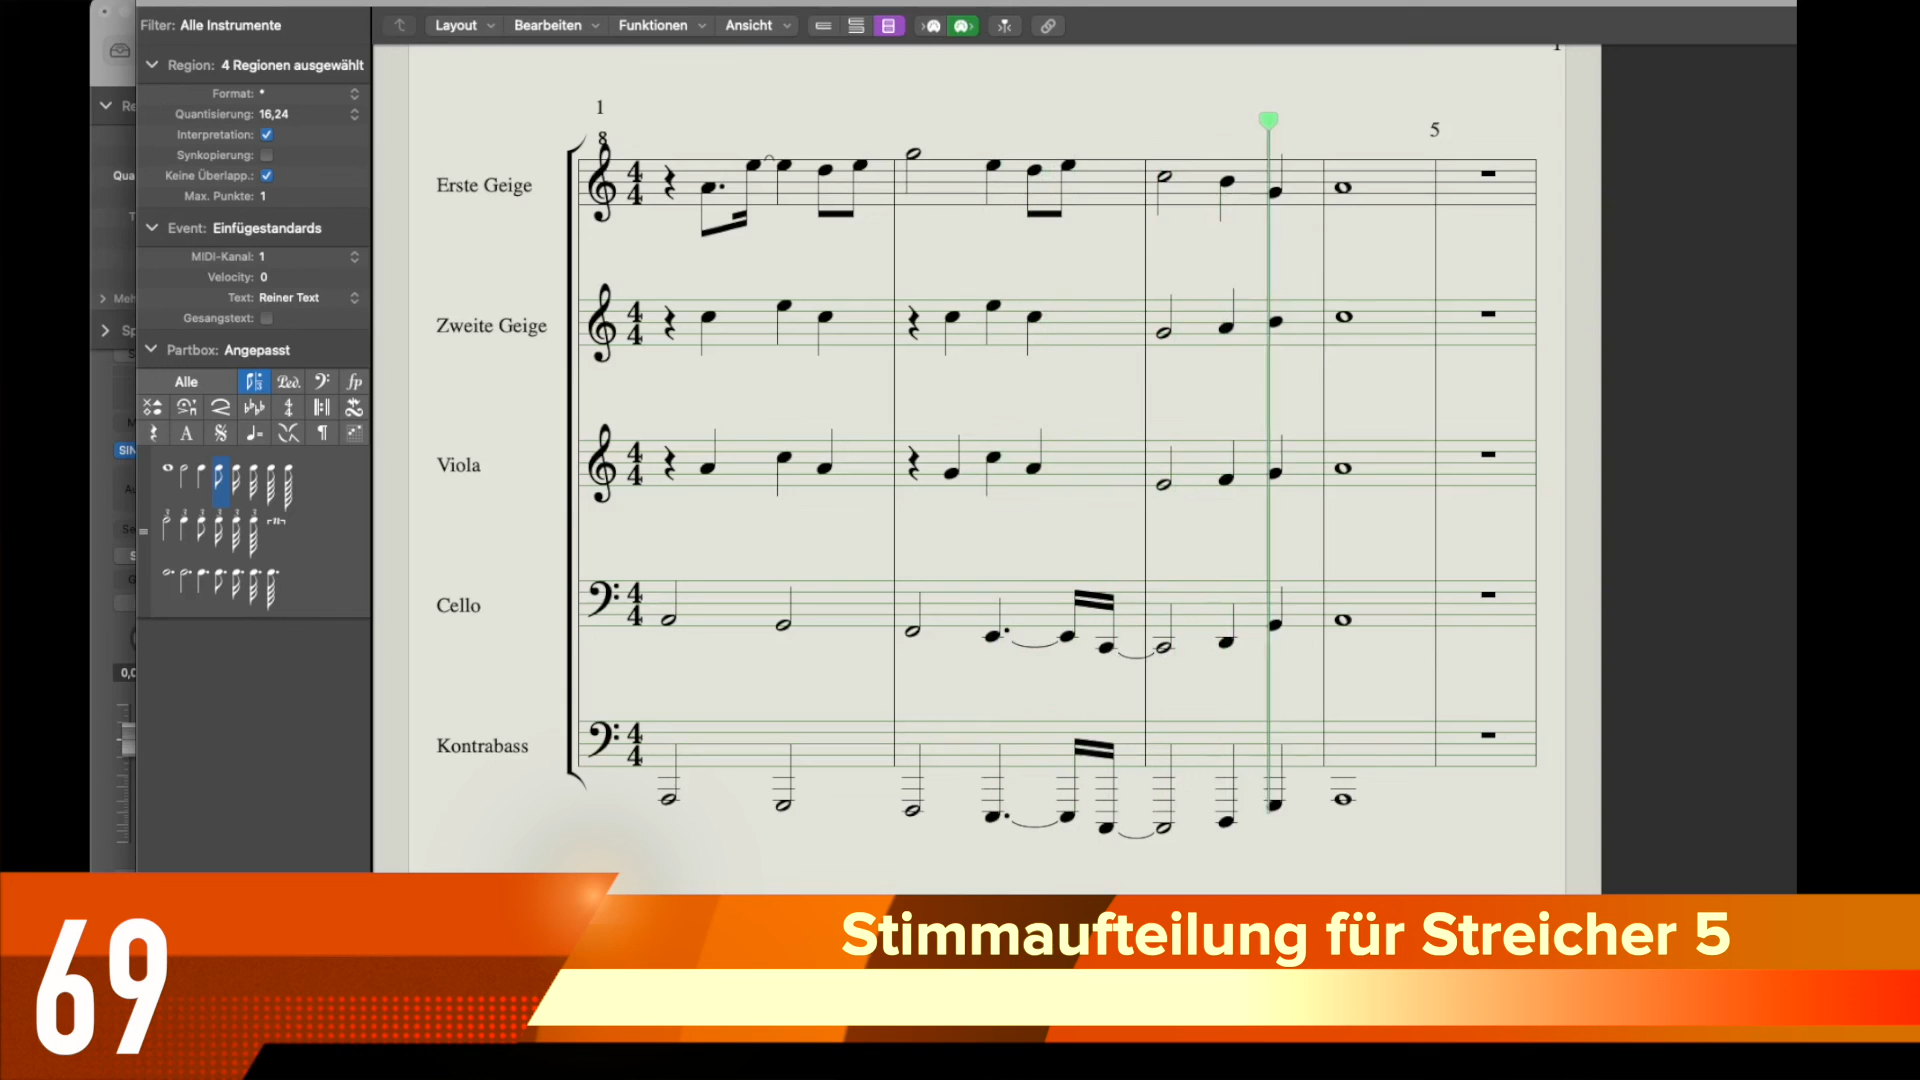 Filter: Alle Instrumente
Layout Bearbeiten Funktionen Ansicht
Region: 4 Regionen ausgewählt
Format: *
Quantisierung: 16,24
Interpretation:
Synkopierung:
Keine Überlapp.:
Max. Punkte: 1
Event: Einfügestandards
MIDI-Kanal: 1
Velocity: 0
Text: Reiner Text
Gesangstext:
Partbox: Angepasst
Alle
1
8
5
Erste Geige
Zweite Geige
Viola
Cello
Kontrabass
69
Stimmaufteilung für Streicher 5